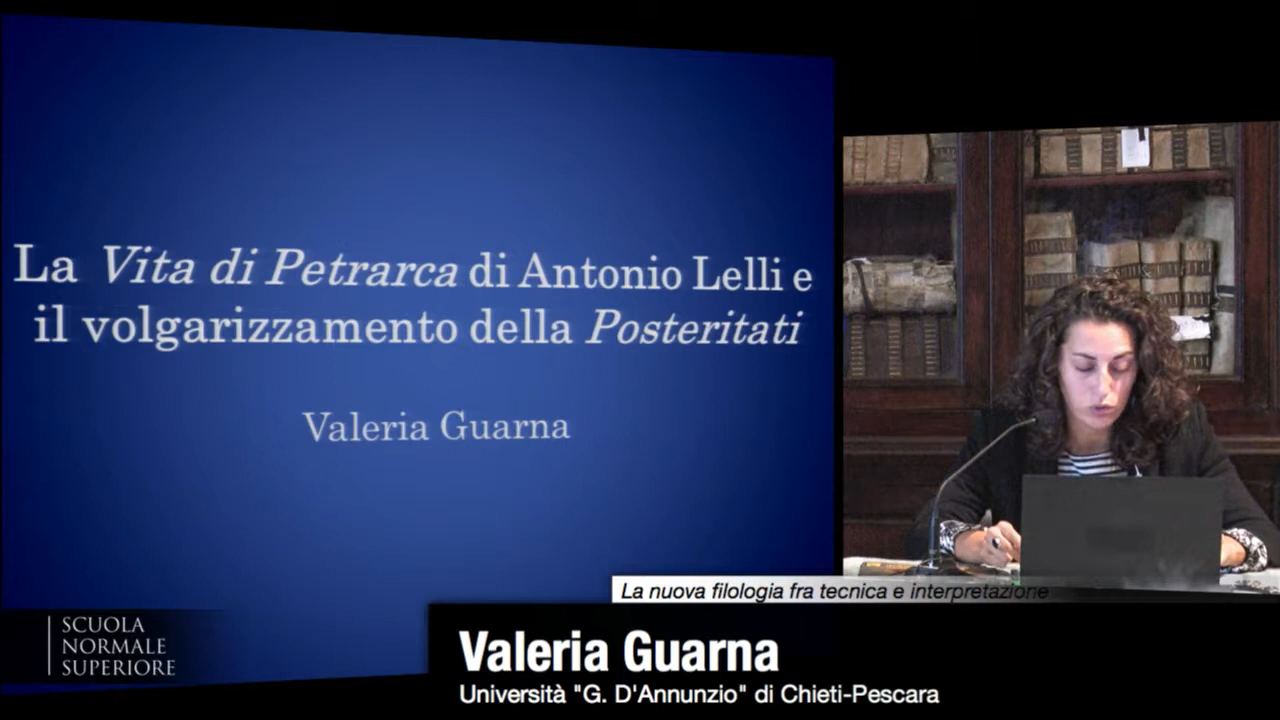 La Vita di Petrarca di Antonio Lelli e
il volgarizzamento della Posteritati
Valeria Guarna
La nuova filologia fra tecnica e interpretazione
SCUOLA
NORMALE
SUPERIORE
Valeria Guarna
Università "G. D'Annunzio" di Chieti-Pescara